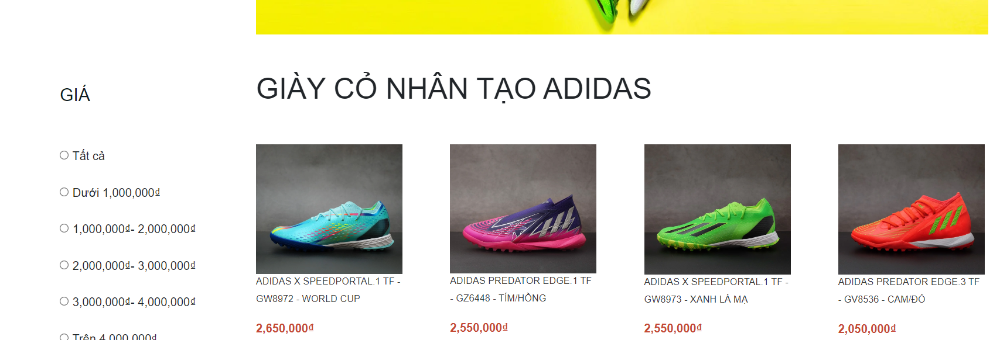 GIÁ
GIÀY CỎ NHÂN TẠO ADIDAS
Tất cả
Dưới 1,000,000₫
1,000,000₫- 2,000,000₫
2,000,000₫- 3,000,000₫
3,000,000₫- 4,000,000₫
Trên 4,000,000₫
ADIDAS X SPEEDPORTAL.1 TF -
GW8972 - WORLD CUP
2,650,000₫
ADIDAS PREDATOR EDGE.1 TF
- GZ6448 - TÍM/HỒNG
2,550,000₫
ADIDAS X SPEEDPORTAL.1 TF -
GW8973 - XANH LÁ MẠ
2,550,000₫
ADIDAS PREDATOR EDGE.3 TF
- GV8536 - CAM/ĐỎ
2,050,000₫